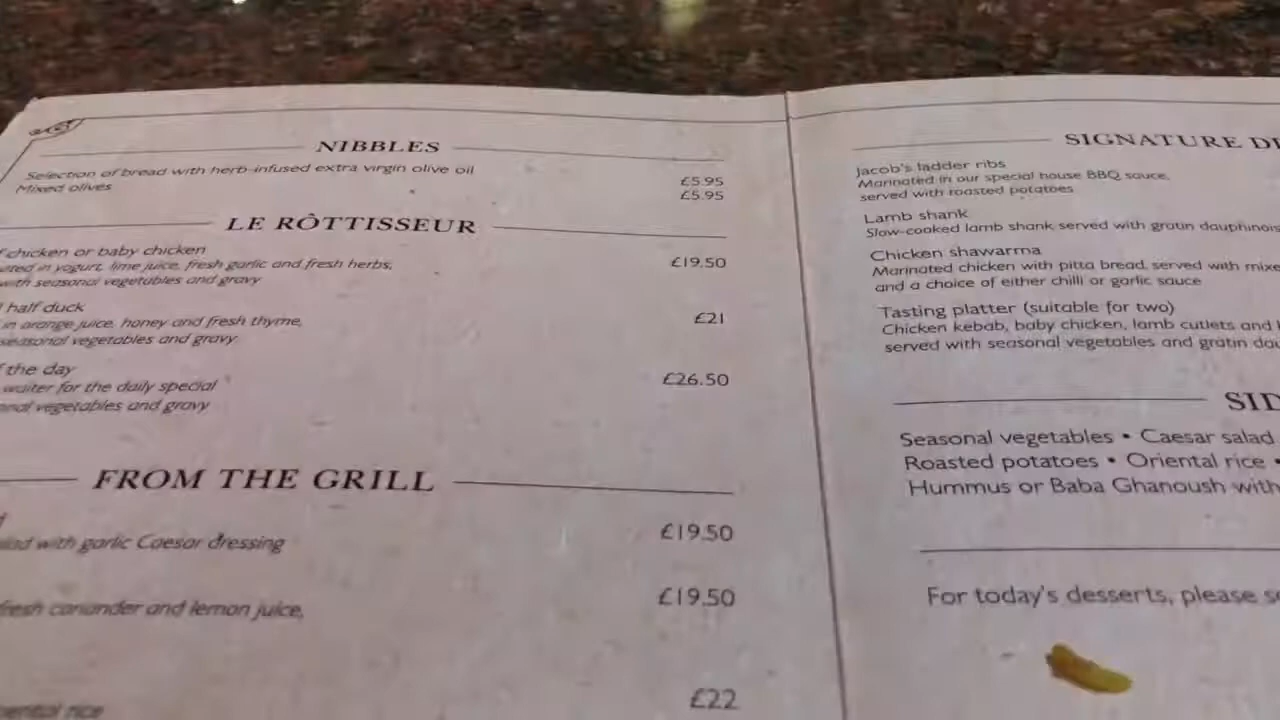 NIBBLES
Selection of bread with herb-infused extra virgin olive oil £5.95
Mixed olives £5.95
LE RÔTTISSEUR
chicken or baby chicken £19.50
in yogurt, lime juice, fresh garlic and fresh herbs,
with seasonal vegetables and gravy
half duck £21
in orange juice, honey and fresh thyme,
seasonal vegetables and gravy
the day £26.50
waiter for the daily special
vegetables and gravy
FROM THE GRILL
£19.50
with garlic Caesar dressing
£19.50
fresh coriander and lemon juice,
£22
rice
SIGNATURE
Jacob's ladder ribs
Marinated in our special house BBQ sauce,
served with roasted potatoes
Lamb shank
Slow-cooked lamb shank served with gratin dauphinois
Chicken shawarma
Marinated chicken with pitta bread, served with
and a choice of either chilli or garlic sauce
Tasting platter (suitable for two)
Chicken kebab, baby chicken, lamb cutlets and
served with seasonal vegetables and gratin
SID
Seasonal vegetables • Caesar salad
Roasted potatoes • Oriental rice •
Hummus or Baba Ghanoush with
For today's desserts, please